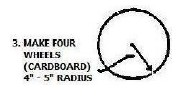 3. MAKE FOUR
WHEELS
(CARDBOARD)
4" - 5" RADIUS